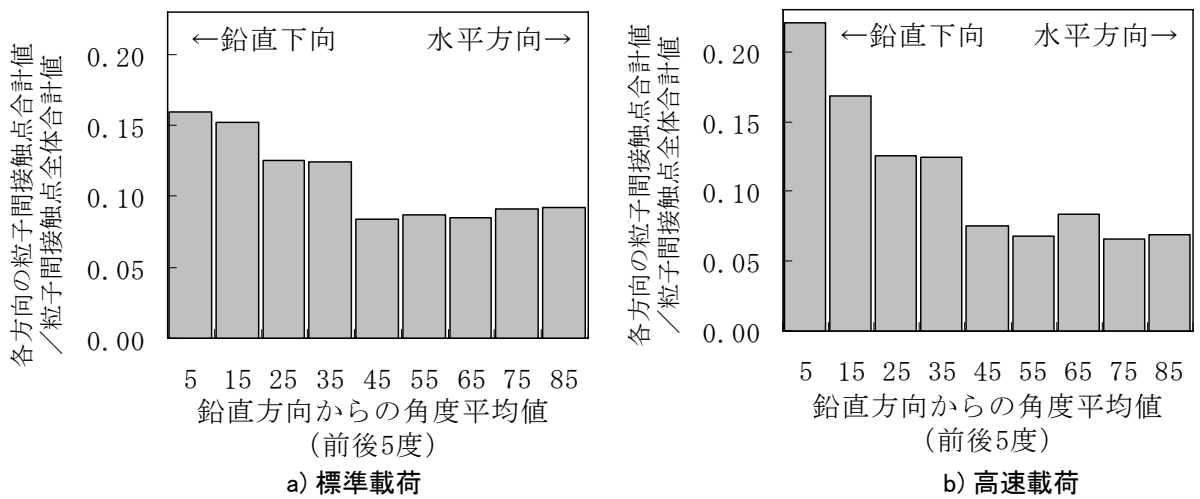 各方向の粒子間接触点合計値
／粒子間接触点全体合計値
0.20
0.15
0.10
0.05
0.00
←鉛直下向
水平方向→
5 15 25 35 45 55 65 75 85
鉛直方向からの角度平均値
(前後5度)
a) 標準載荷
各方向の粒子間接触点合計値
／粒子間接触点全体合計値
0.20
0.15
0.10
0.05
0.00
←鉛直下向
水平方向→
5 15 25 35 45 55 65 75 85
鉛直方向からの角度平均値
(前後5度)
b) 高速載荷